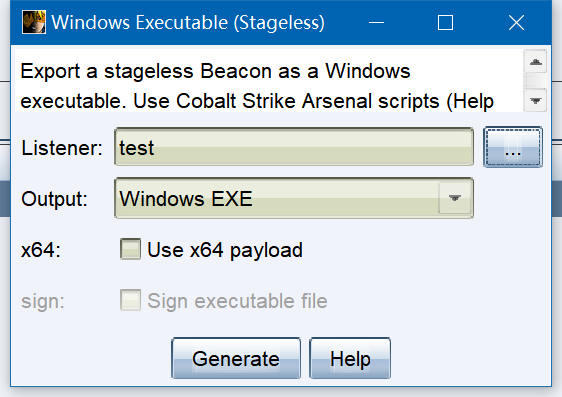 Windows Executable (Stageless)
Export a stageless Beacon as a Windows
executable. Use Cobalt Strike Arsenal scripts (Help
Listener: test ...
Output: Windows EXE
x64: Use x64 payload
sign: Sign executable file
Generate Help